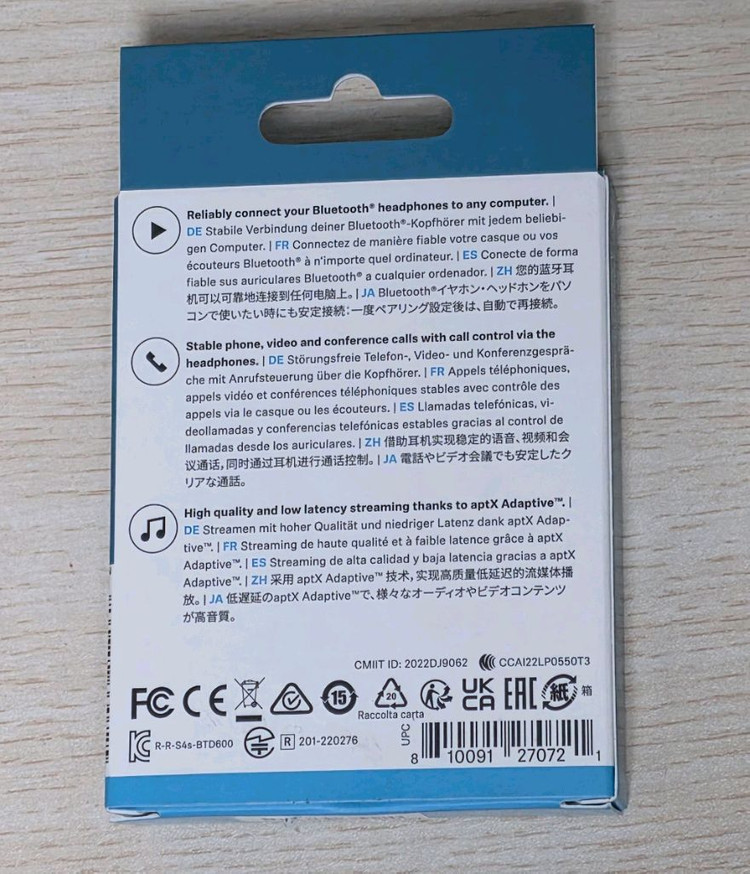 Reliably connect your Bluetooth® headphones to any computer. |
DE Stabile Verbindung deiner Bluetooth®-Kopfhörer mit jedem beliebi-
gen Computer. | FR Connectez de manière fiable votre casque ou vos
écouteurs Bluetooth® à n'importe quel ordinateur. | ES Conecte de forma
fiable sus auriculares Bluetooth® a cualquier ordenador. | ZH 您的蓝牙耳
机可以可靠地连接到任何电脑上。| JA Bluetooth®イヤホン・ヘッドホンをパソ
コンで使いたい時にも安定接続:一度ペアリング設定後は、自動で再接続。
Stable phone, video and conference calls with call control via the
headphones. | DE Störungsfreie Telefon-, Video- und Konferenzgesprä-
che mit Anrufsteuerung über die Kopfhörer. | FR Appels téléphoniques,
appels vidéo et conférences téléphoniques stables avec contrôle des
appels via le casque ou les écouteurs. | ES Llamadas telefónicas, vi-
deollamadas y conferencias telefónicas estables gracias al control de
llamadas desde los auriculares. | ZH 借助耳机实现稳定的语音、视频和会
议通话,同时通过耳机进行通话控制。| JA 電話やビデオ会議でも安定したク
リアな通話。
High quality and low latency streaming thanks to aptX Adaptive™. |
DE Streamen mit hoher Qualität und niedriger Latenz dank aptX Adap-
tive™. | FR Streaming de haute qualité et à faible latence grâce à aptX
Adaptive™. | ES Streaming de alta calidad y baja latencia gracias a aptX
Adaptive™. | ZH 采用 aptX Adaptive™ 技术,实现高质量低延迟的流媒体播
放。| JA 低遅延のaptX Adaptive™で、様々なオーディオやビデオコンテンツ
が高音質。
CMIIT ID: 2022DJ9062 CCAI22LP0550T3
FC CE 15 20 UK CA EAC 紙 箱
Raccolta carta
KC R-R-S4s-BTD600 R 201-220276 UPC
8 10091 27072 1